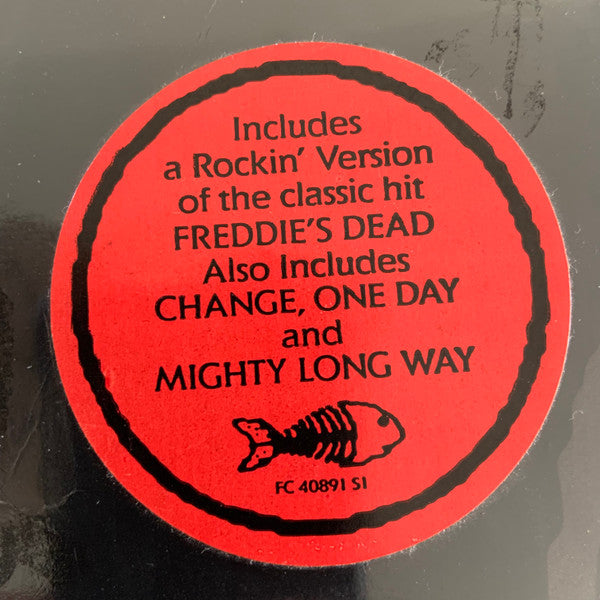 Includes
a Rockin' Version
of the classic hit
FREDDIE'S DEAD
Also Includes
CHANGE, ONE DAY
and
MIGHTY LONG WAY
FC 40891 S1